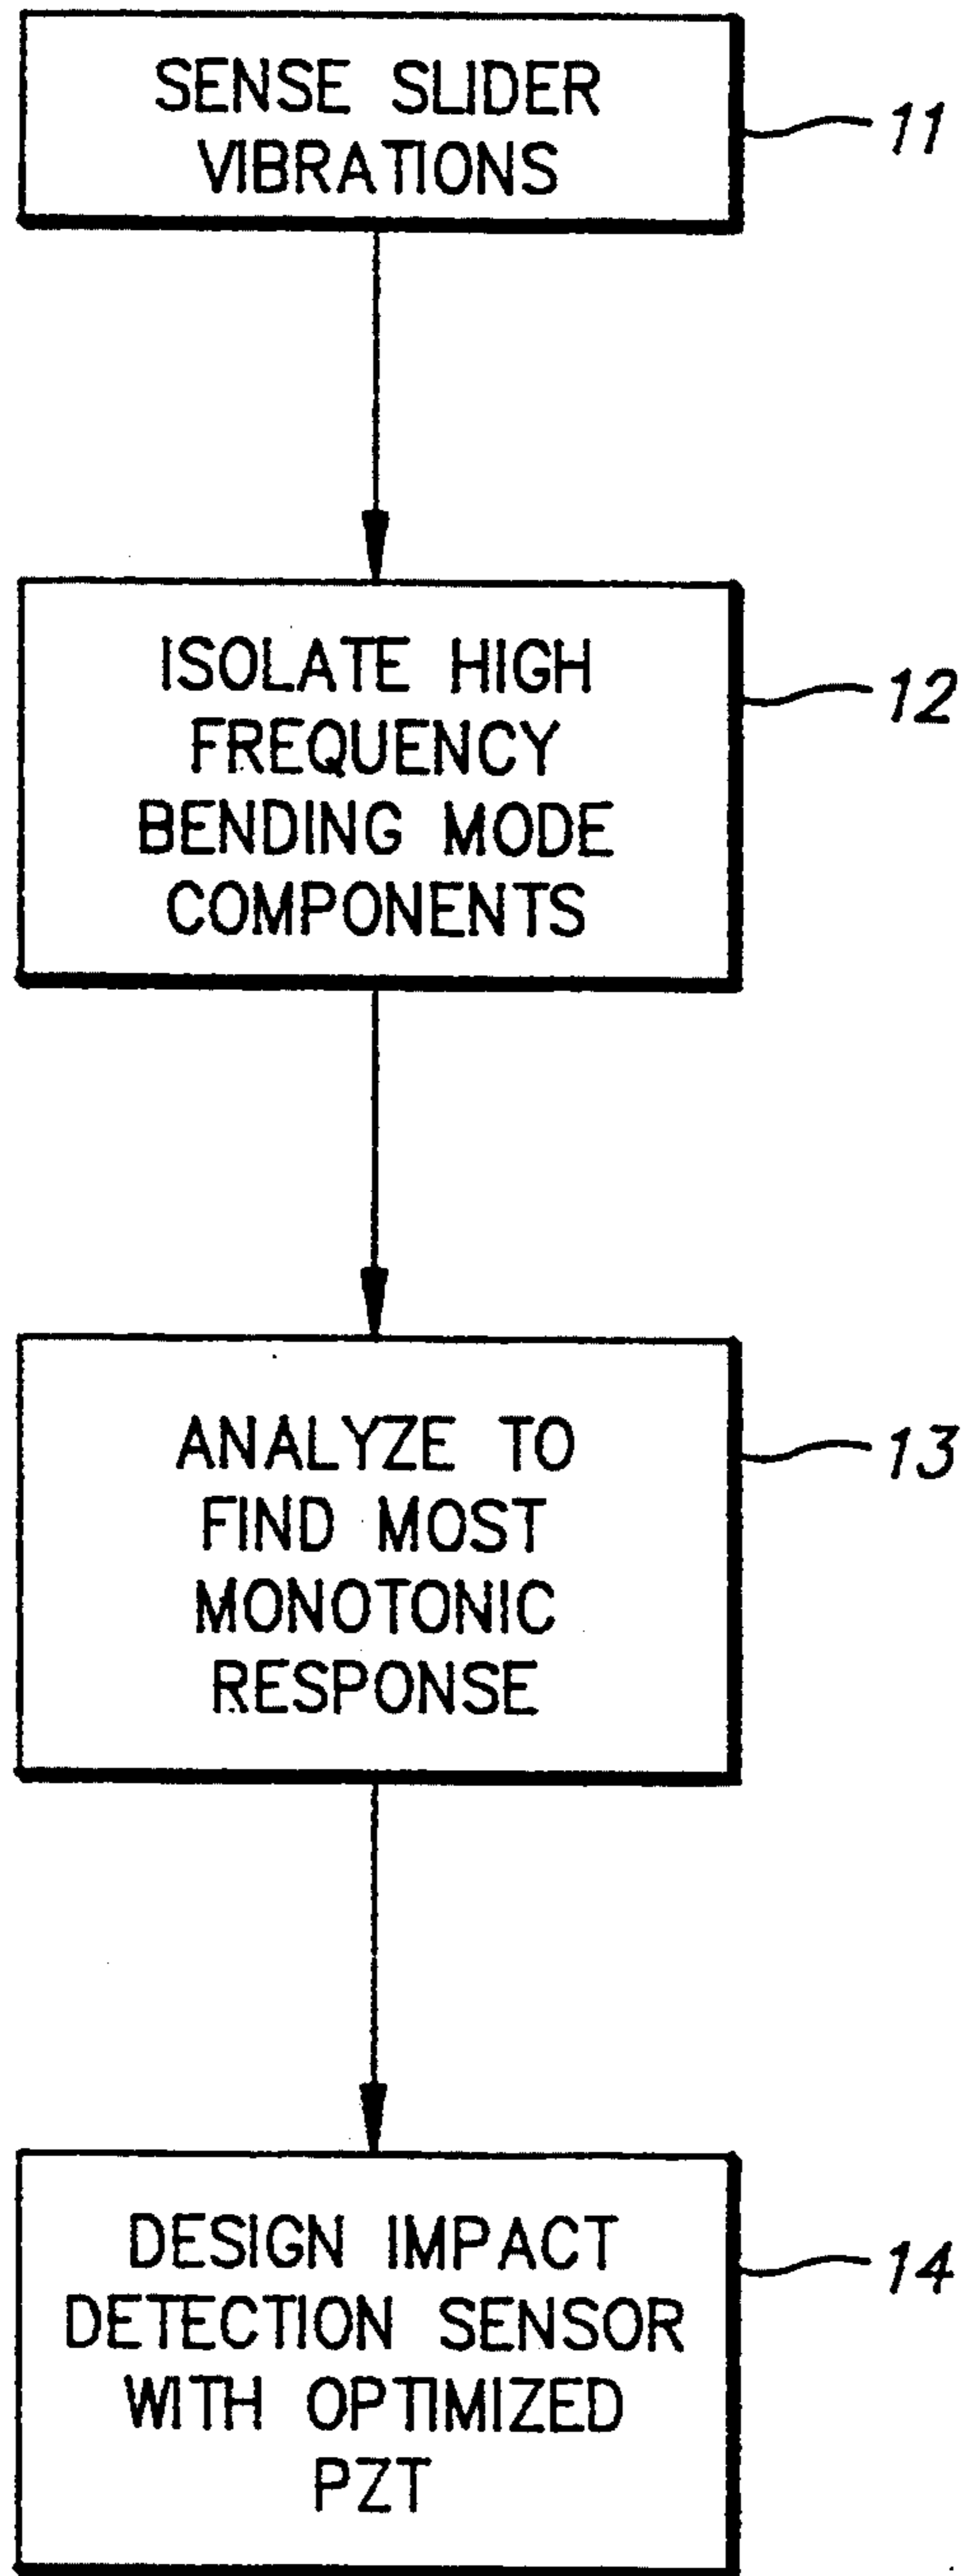 SENSE SLIDER
VIBRATIONS
11
ISOLATE HIGH
FREQUENCY
BENDING MODE
COMPONENTS
12
ANALYZE TO
FIND MOST
MONOTONIC
RESPONSE
13
DESIGN IMPACT
DETECTION SENSOR
WITH OPTIMIZED
PZT
14